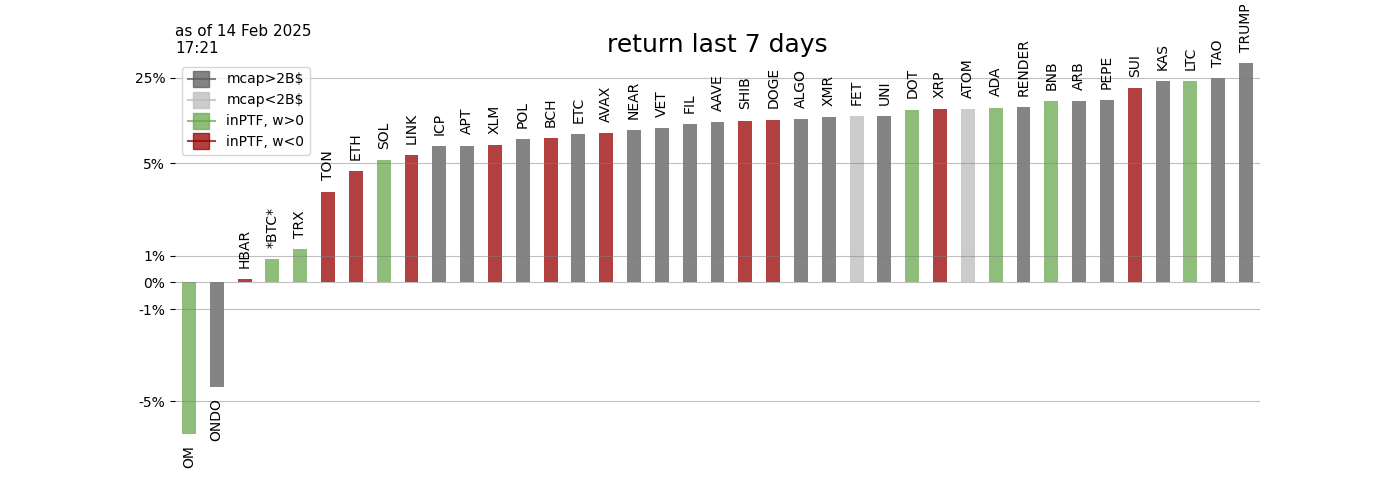 as of 14 Feb 2025
17:21
return last 7 days
mcap>2B$
mcap<2B$
inPTF, w>0
inPTF, w<0
25%
5%
1%
0%
-1%
-5%
OM
ONDO
HBAR
*BTC*
TRX
TON
ETH
SOL
LINK
ICP
APT
XLM
POL
BCH
ETC
AVAX
NEAR
VET
FIL
AAVE
SHIB
DOGE
ALGO
XMR
FET
UNI
DOT
XRP
ATOM
ADA
RENDER
BNB
ARB
PEPE
SUI
KAS
LTC
TAO
TRUMP